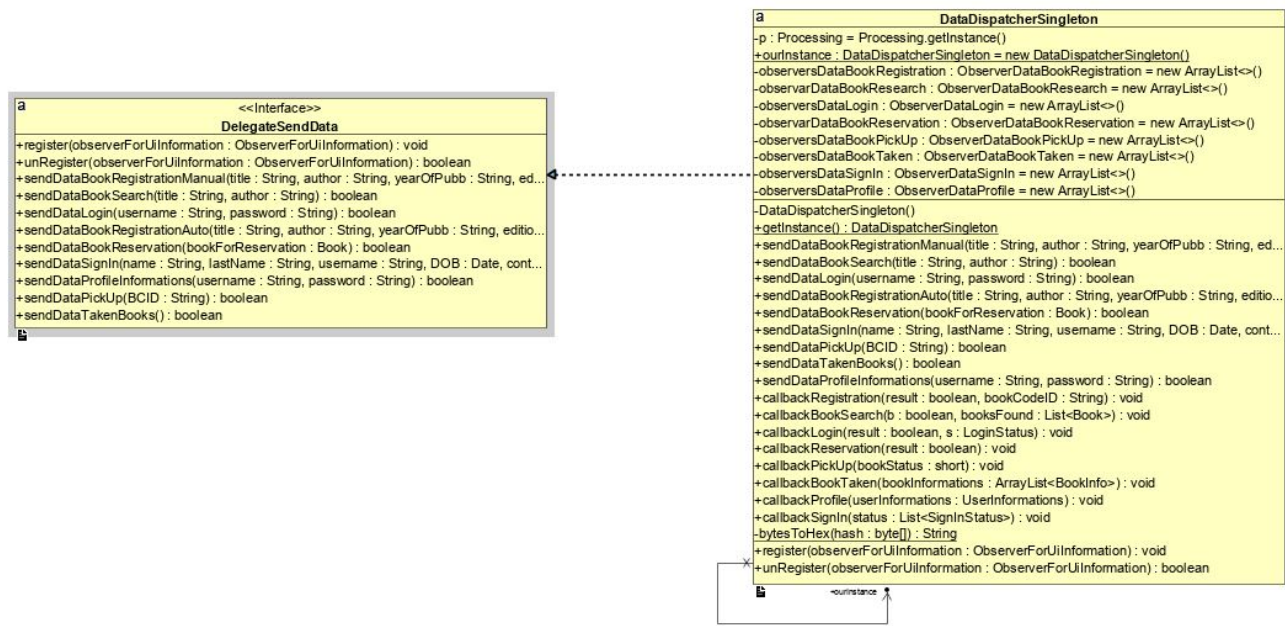 a
<<Interface>>
DelegateSendData
+register(observerForUiInformation : ObserverForUiInformation) : void
+unRegister(observerForUiInformation : ObserverForUiInformation) : boolean
+sendDataBookRegistrationManual(title : String, author : String, yearOfPubb : String, ed...
+sendDataBookSearch(title : String, author : String) : boolean
+sendDataLogin(username : String, password : String) : boolean
+sendDataBookRegistrationAuto(title : String, author : String, yearOfPubb : String, editio...
+sendDataBookReservation(bookForReservation : Book) : boolean
+sendDataSignIn(name : String, lastName : String, username : String, DOB : Date, cont...
+sendDataProfileInformations(username : String, password : String) : boolean
+sendDataPickUp(BCID : String) : boolean
+sendDataTakenBooks() : boolean
a
DataDispatcherSingleton
-p : Processing = Processing.getInstance()
+ourInstance : DataDispatcherSingleton = new DataDispatcherSingleton()
-observersDataBookRegistration : ObserverDataBookRegistration = new ArrayList<>()
-observarDataBookResearch : ObserverDataBookResearch = new ArrayList<>()
-observersDataLogin : ObserverDataLogin = new ArrayList<>()
-observarDataBookReservation : ObserverDataBookReservation = new ArrayList<>()
-observersDataBookPickUp : ObserverDataBookPickUp = new ArrayList<>()
-observersDataBookTaken : ObserverDataBookTaken = new ArrayList<>()
-observersDataSignIn : ObserverDataSignIn = new ArrayList<>()
-observersDataProfile : ObserverDataProfile = new ArrayList<>()
-DataDispatcherSingleton()
+getInstance() : DataDispatcherSingleton
+sendDataBookRegistrationManual(title : String, author : String, yearOfPubb : String, ed...
+sendDataBookSearch(title : String, author : String) : boolean
+sendDataLogin(username : String, password : String) : boolean
+sendDataBookRegistrationAuto(title : String, author : String, yearOfPubb : String, editio...
+sendDataBookReservation(bookForReservation : Book) : boolean
+sendDataSignIn(name : String, lastName : String, username : String, DOB : Date, cont...
+sendDataPickUp(BCID : String) : boolean
+sendDataTakenBooks() : boolean
+sendDataProfileInformations(username : String, password : String) : boolean
+callbackRegistration(result : boolean, bookCodeID : String) : void
+callbackBookSearch(b : boolean, booksFound : List<Book>) : void
+callbackLogin(result : boolean, s : LoginStatus) : void
+callbackReservation(result : boolean) : void
+callbackPickUp(bookStatus : short) : void
+callbackBookTaken(bookInformations : ArrayList<BookInfo>) : void
+callbackProfile(userInformations : UserInformations) : void
+callbackSignIn(status : List<SignInStatus>) : void
-bytesToHex(hash : byte[]) : String
+register(observerForUiInformation : ObserverForUiInformation) : void
+unRegister(observerForUiInformation : ObserverForUiInformation) : boolean
+ourInstance